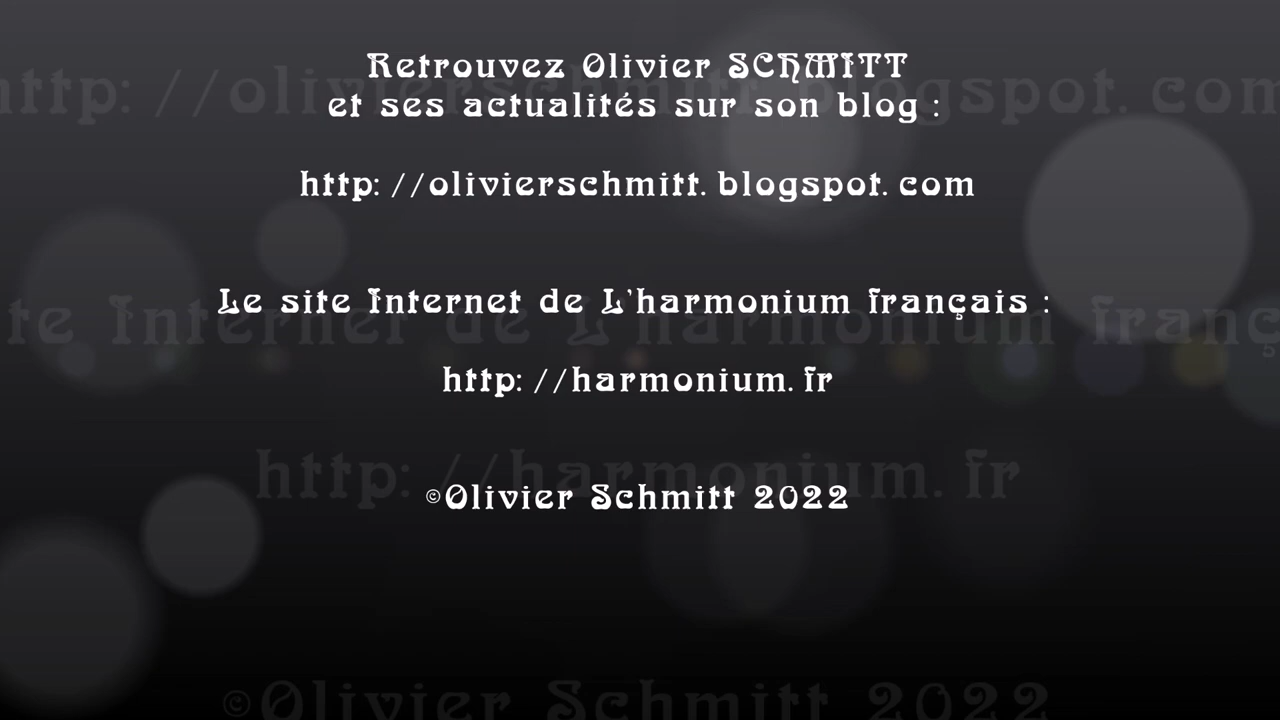 Retrouvez Olivier SCHMITT
et ses actualités sur son blog :
http://olivierschmitt.blogspot.com
Le site Internet de L'harmonium français :
http://harmonium.fr
©Olivier Schmitt 2022